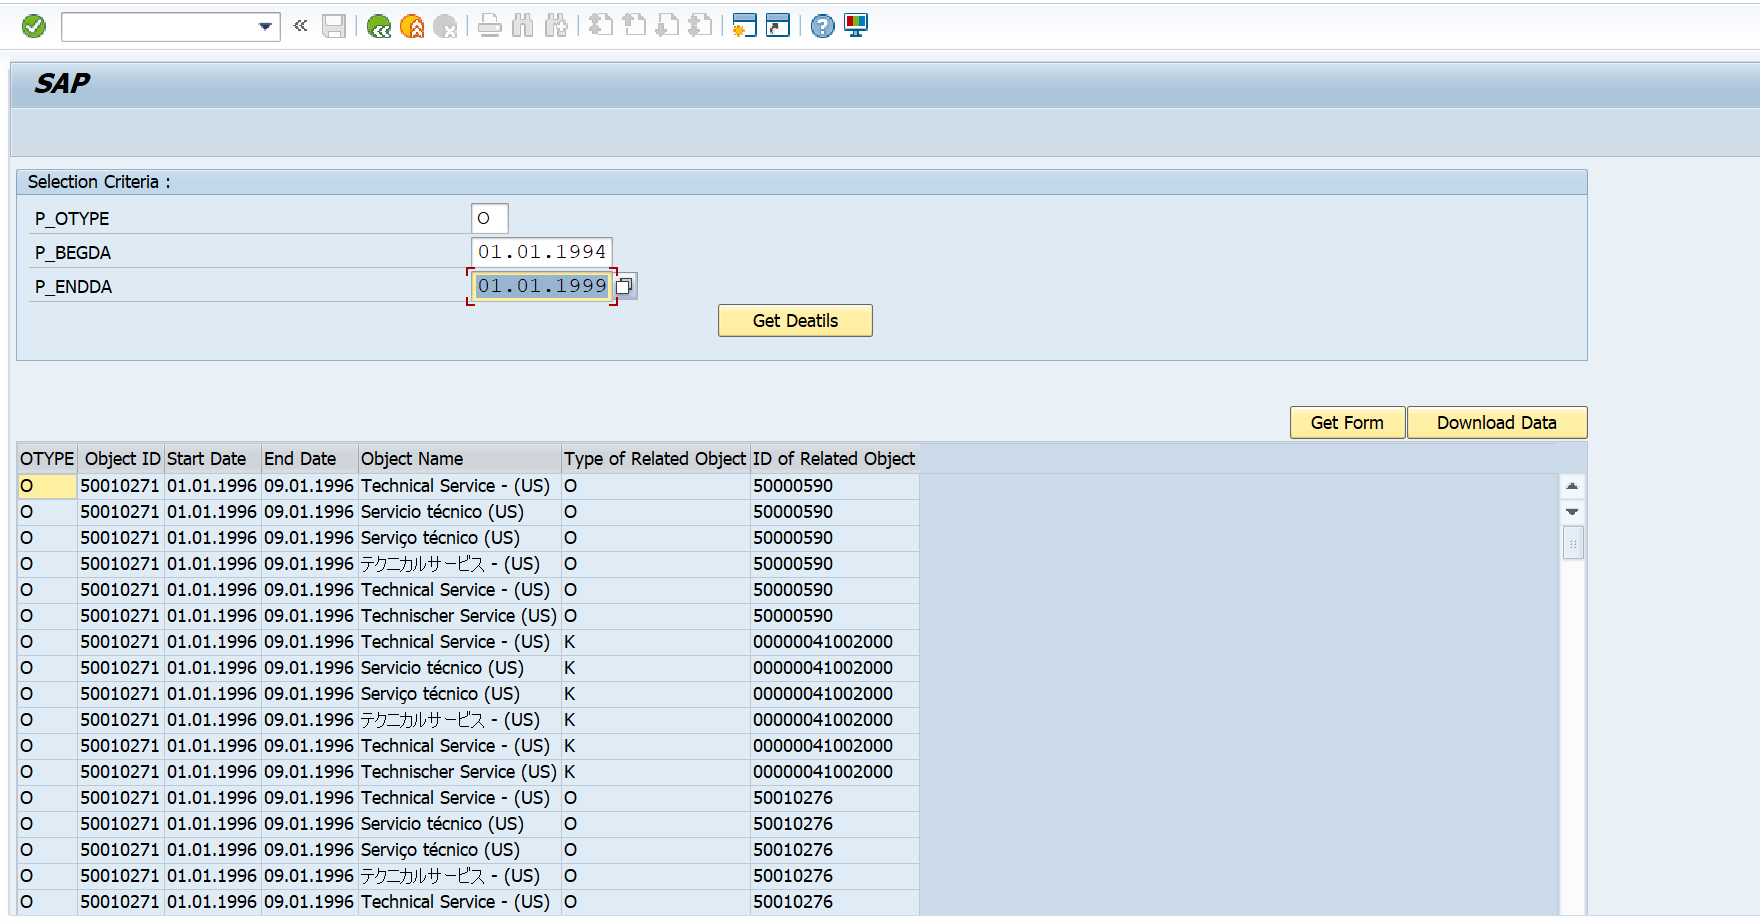 SAP
Selection Criteria :
P_OTYPE O
P_BEGDA 01.01.1994
P_ENDDA 01.01.1999
Get Deatils
Get Form Download Data
OTYPE Object ID Start Date End Date Object Name Type of Related Object ID of Related Object
O 50010271 01.01.1996 09.01.1996 Technical Service - (US) O 50000590
O 50010271 01.01.1996 09.01.1996 Servicio técnico (US) O 50000590
O 50010271 01.01.1996 09.01.1996 Serviço técnico (US) O 50000590
O 50010271 01.01.1996 09.01.1996 テクニカルサービス - (US) O 50000590
O 50010271 01.01.1996 09.01.1996 Technical Service - (US) O 50000590
O 50010271 01.01.1996 09.01.1996 Technischer Service (US) O 50000590
O 50010271 01.01.1996 09.01.1996 Technical Service - (US) K 00000041002000
O 50010271 01.01.1996 09.01.1996 Servicio técnico (US) K 00000041002000
O 50010271 01.01.1996 09.01.1996 Serviço técnico (US) K 00000041002000
O 50010271 01.01.1996 09.01.1996 テクニカルサービス - (US) K 00000041002000
O 50010271 01.01.1996 09.01.1996 Technical Service - (US) K 00000041002000
O 50010271 01.01.1996 09.01.1996 Technischer Service (US) K 00000041002000
O 50010271 01.01.1996 09.01.1996 Technical Service - (US) O 50010276
O 50010271 01.01.1996 09.01.1996 Servicio técnico (US) O 50010276
O 50010271 01.01.1996 09.01.1996 Serviço técnico (US) O 50010276
O 50010271 01.01.1996 09.01.1996 テクニカルサービス - (US) O 50010276
O 50010271 01.01.1996 09.01.1996 Technical Service - (US) O 50010276